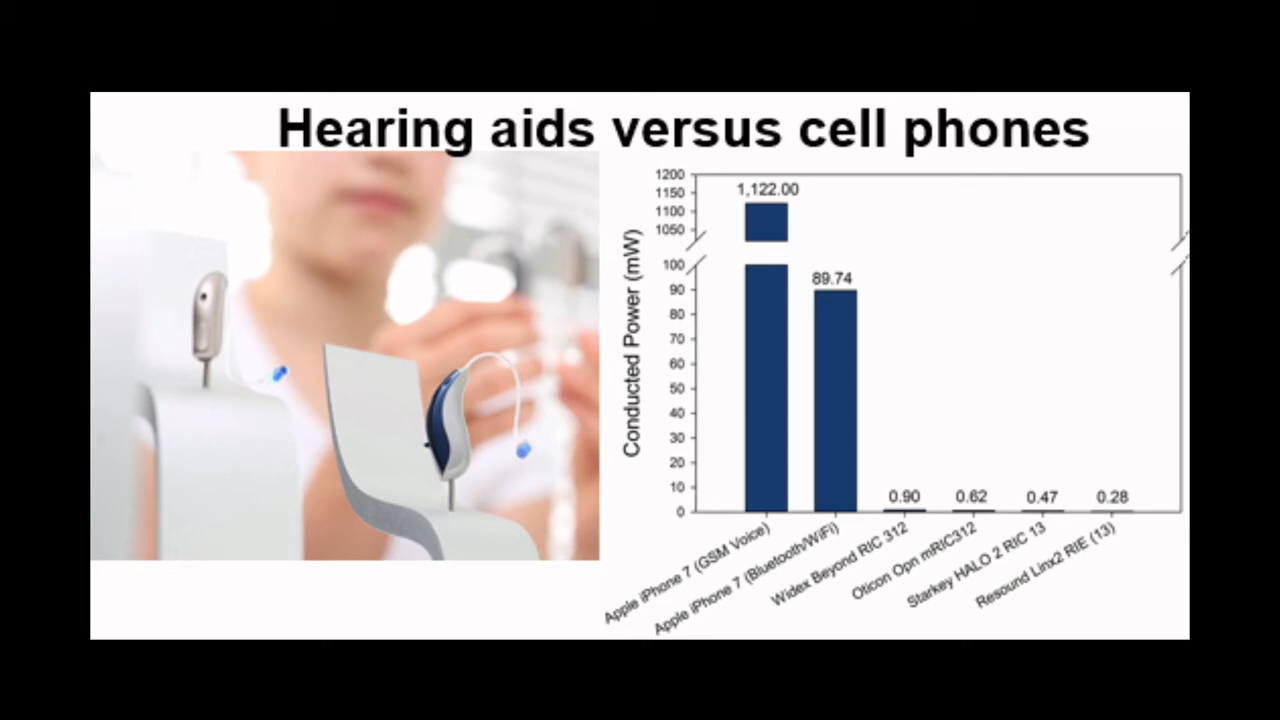 Hearing aids versus cell phones
1200
1150
1100
1050
100
90
80
70
60
50
40
30
20
10
0
Conducted Power (mW)
1,122.00
89.74
0.90
0.62
0.47
0.28
Apple iPhone 7 (GSM Voice)
Apple iPhone 7 (Bluetooth/WiFi)
Widex Beyond RIC 312
Oticon Opn mRIC312
Starkey HALO 2 RIC 13
Resound Linx2 RIE (13)